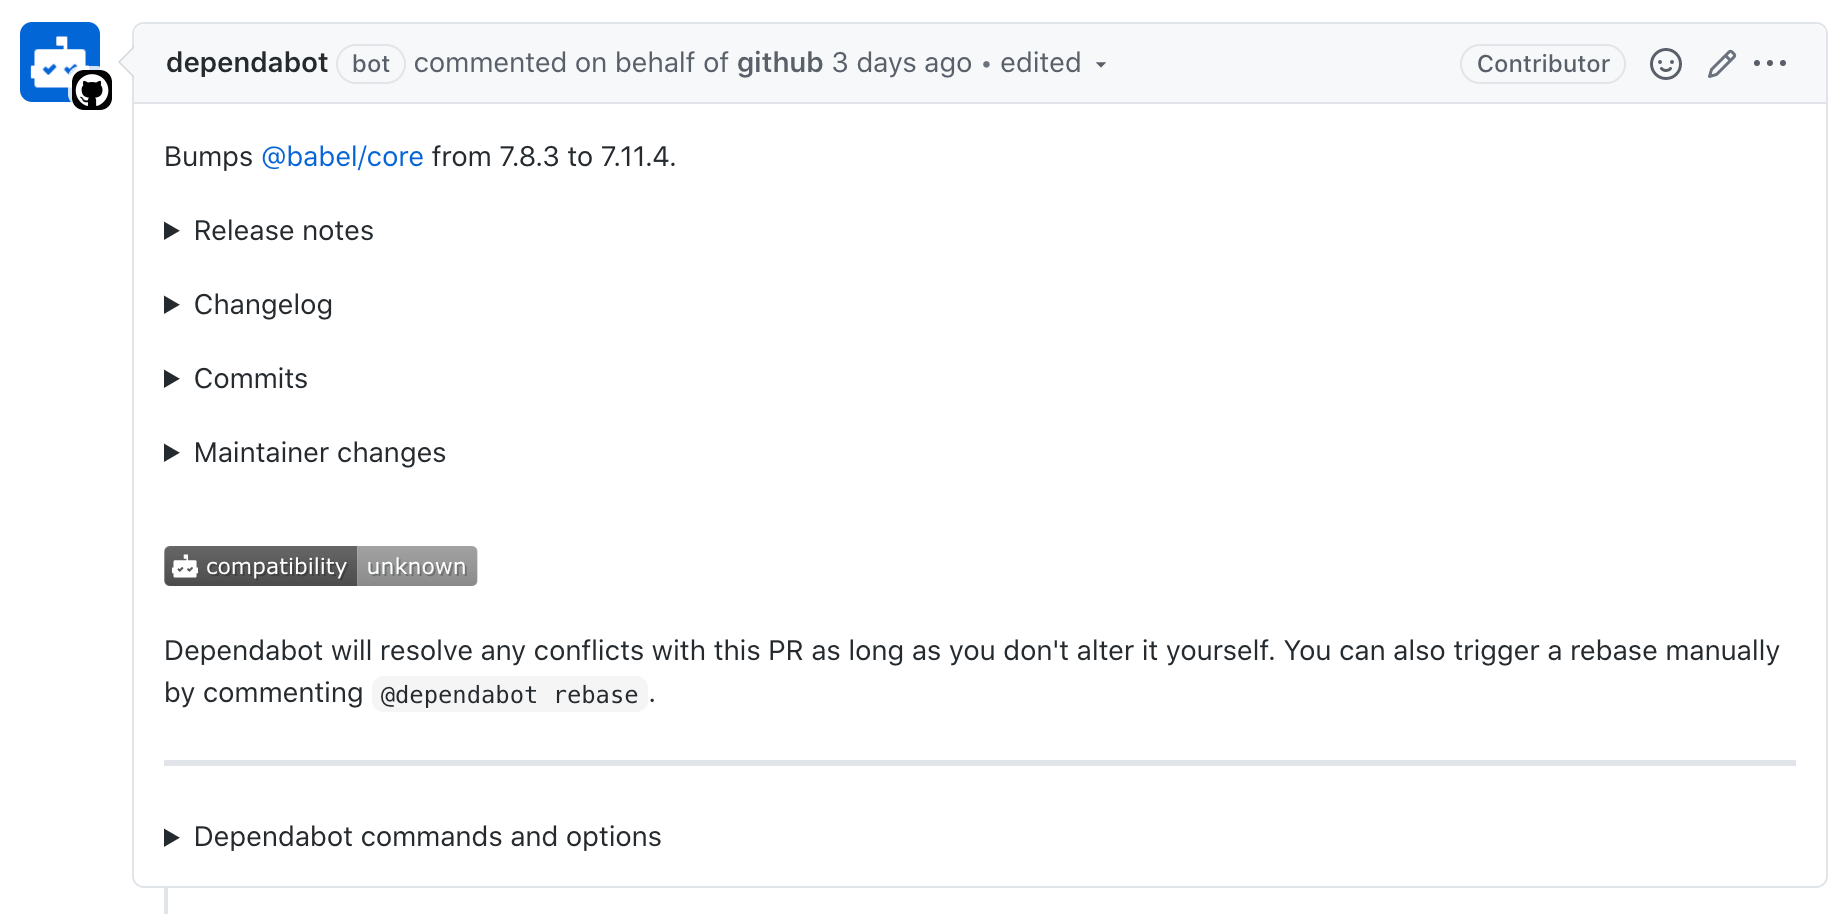 dependabot bot commented on behalf of github 3 days ago • edited Contributor
Bumps @babel/core from 7.8.3 to 7.11.4.
Release notes
Changelog
Commits
Maintainer changes
compatibility unknown
Dependabot will resolve any conflicts with this PR as long as you don't alter it yourself. You can also trigger a rebase manually
by commenting @dependabot rebase.
Dependabot commands and options